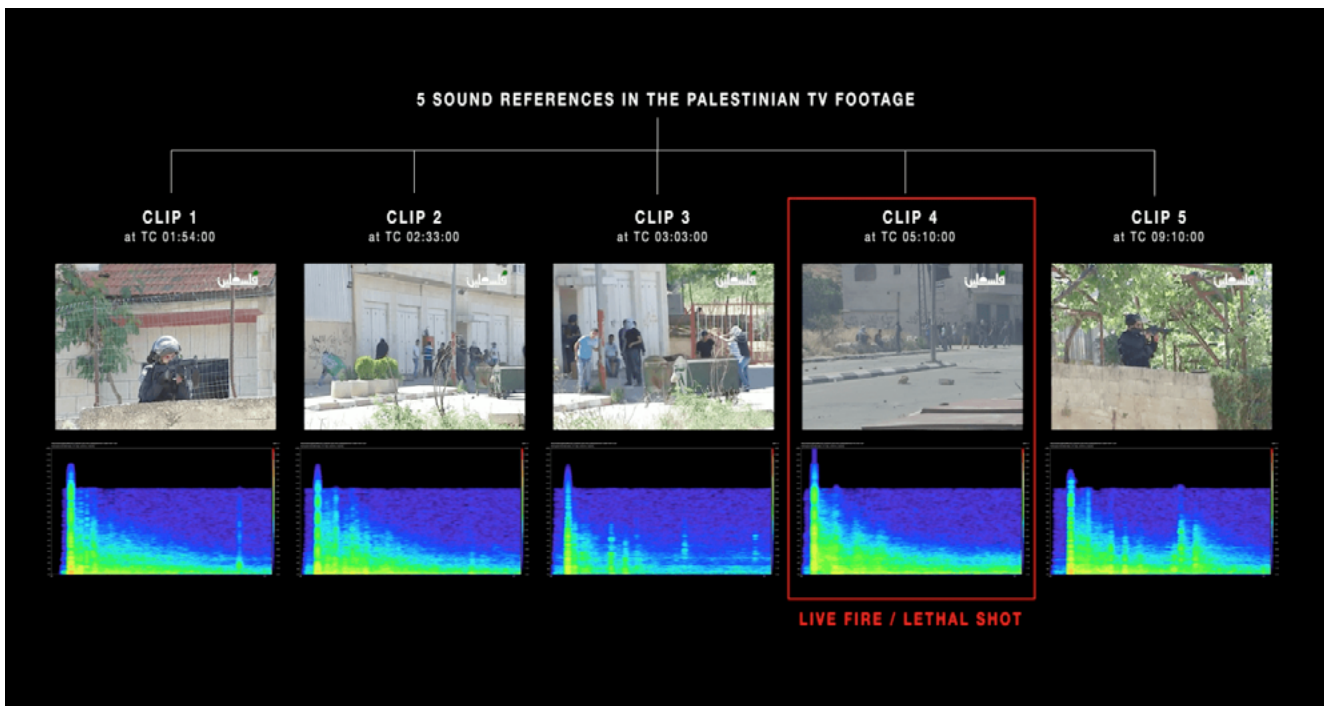 5 SOUND REFERENCES IN THE PALESTINIAN TV FOOTAGE
CLIP 1
at TC 01:54:00
CLIP 2
at TC 02:33:00
CLIP 3
at TC 03:03:00
CLIP 4
at TC 05:10:00
CLIP 5
at TC 09:10:00
فلسطين
فلسطين
فلسطين
فلسطين
فلسطين
LIVE FIRE / LETHAL SHOT